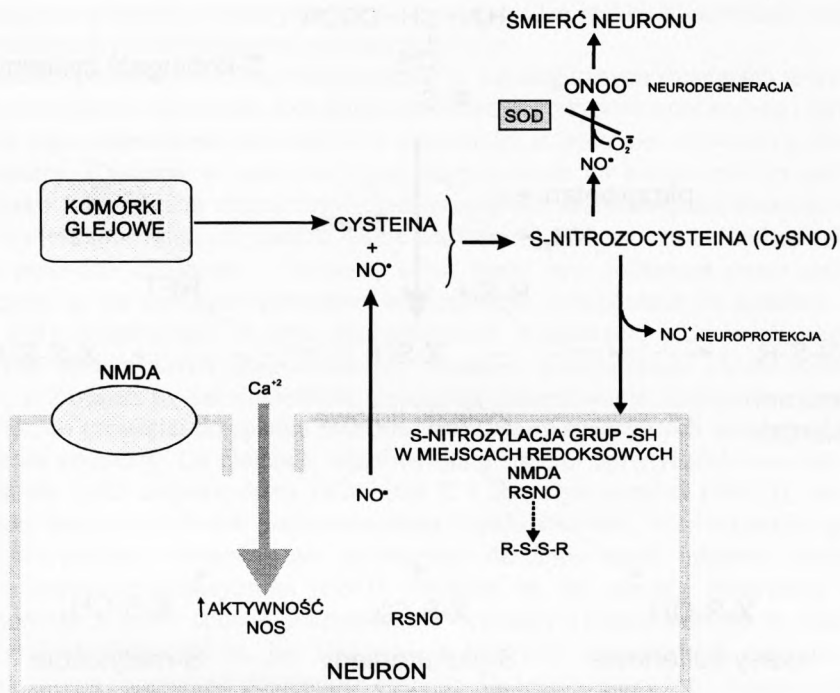 ŚMIERĆ NEURONU
ONOO⁻ NEURODEGENERACJA
SOD
O₂⁻
NO•
KOMÓRKI
GLEJOWE
CYSTEINA
+
NO•
S-NITROZOCYSTEINA (CySNO)
NO⁺ NEUROPROTEKCJA
NMDA
Ca⁺²
S-NITROZYLACJA GRUP -SH
W MIEJSCACH REDOKSOWYCH
NMDA
RSNO
R-S-S-R
NO•
↑AKTYWNOŚĆ
NOS
RSNO
NEURON